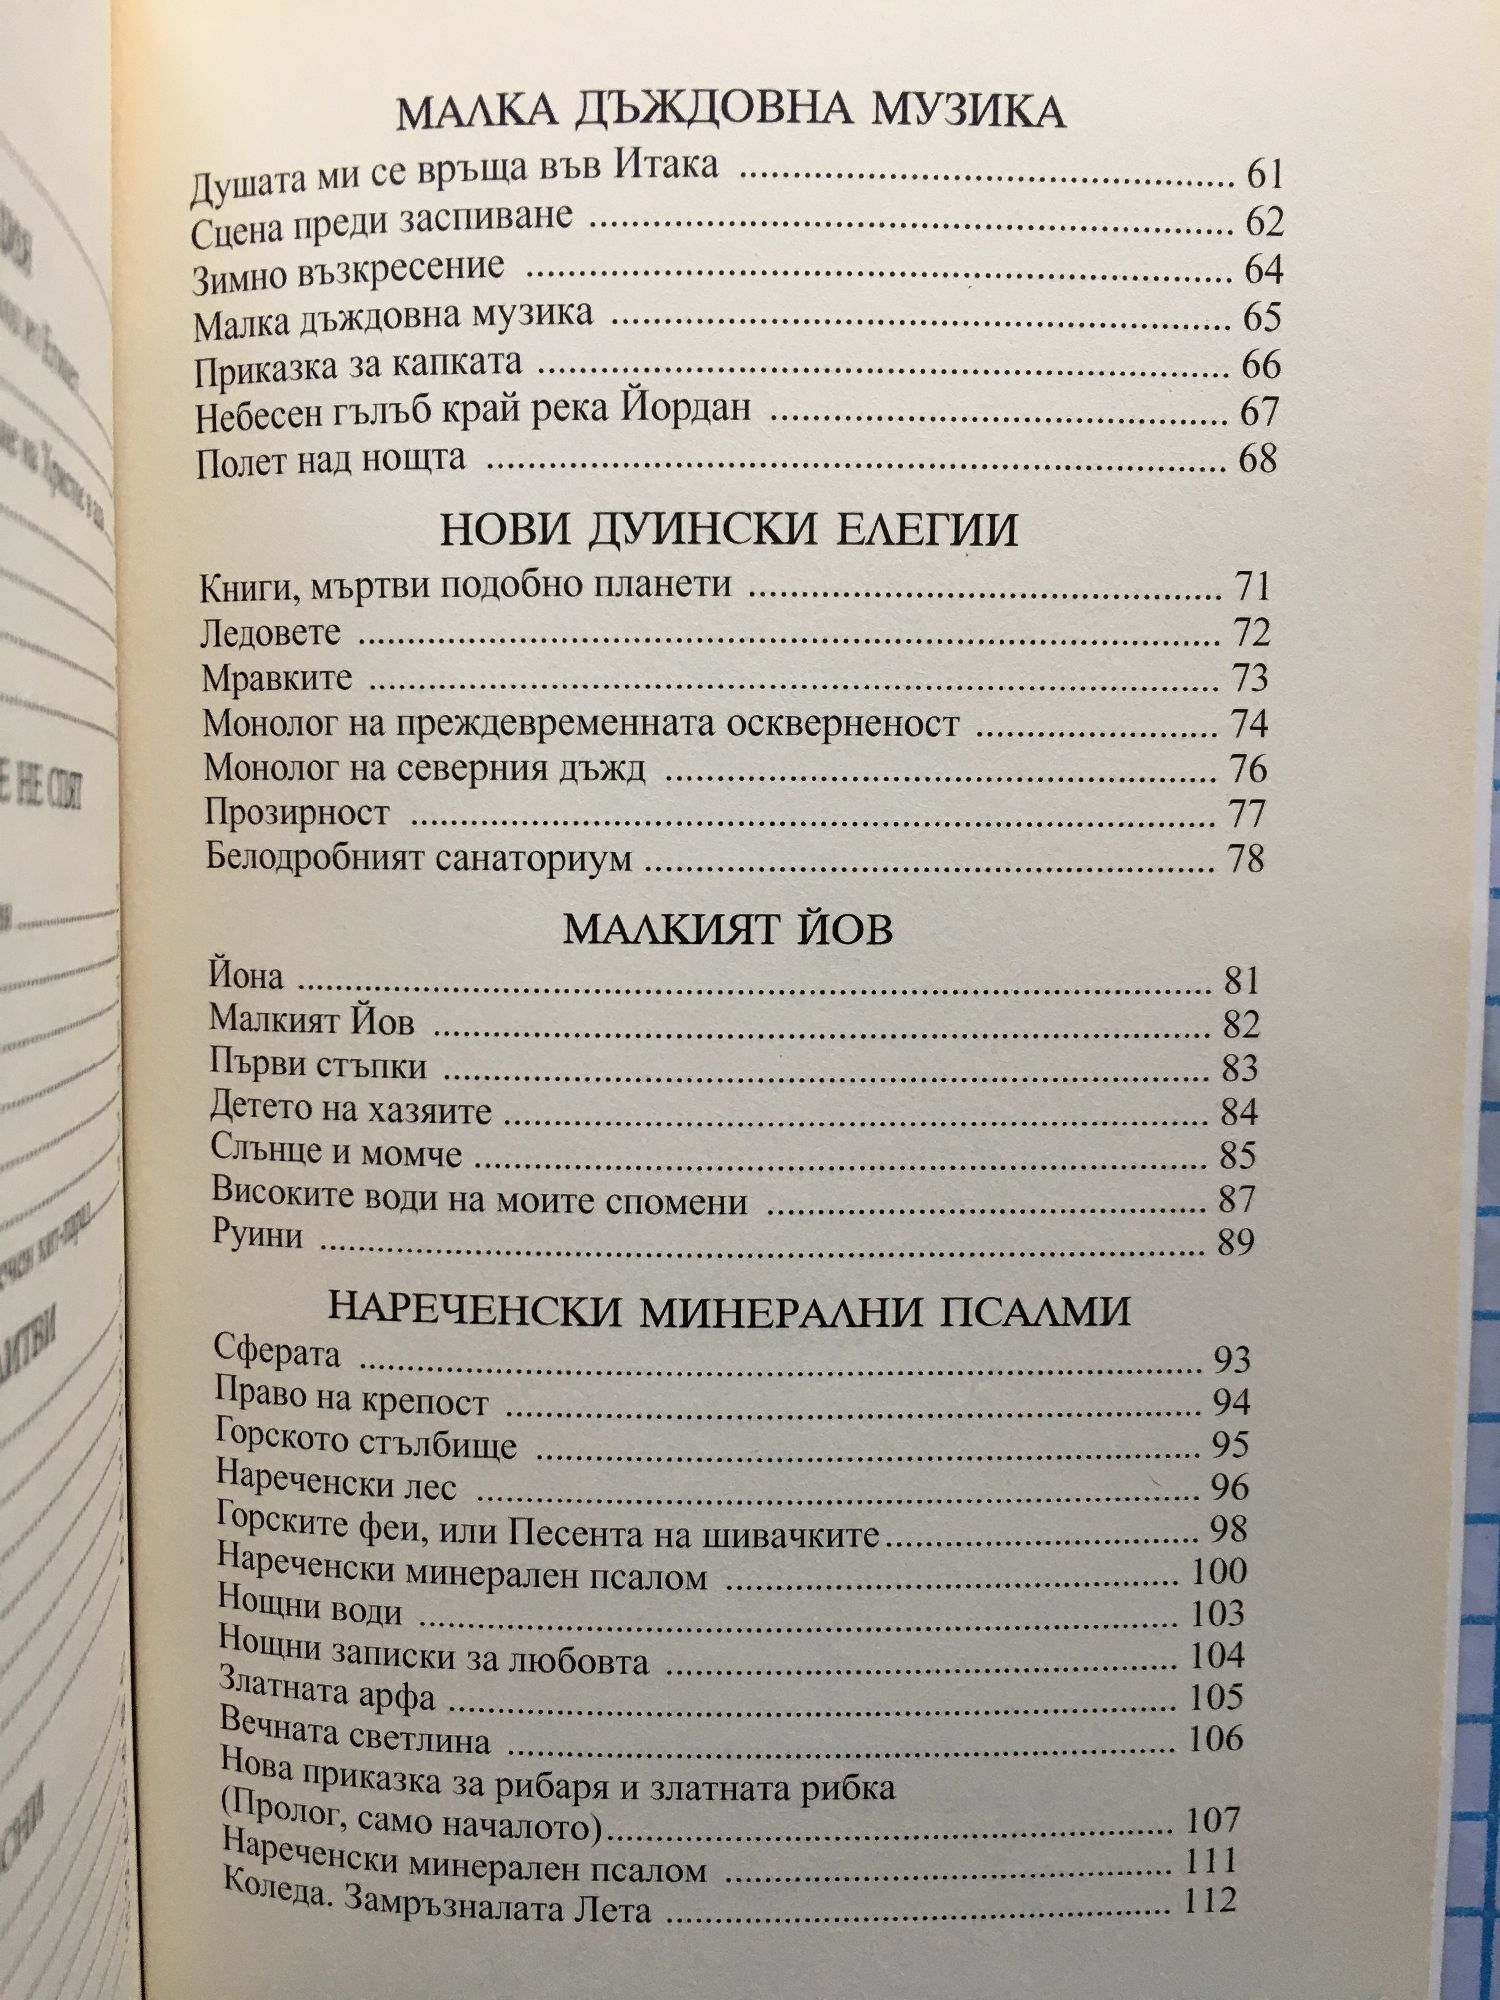 МАЛКА ДЪЖДОВНА МУЗИКА
Душата ми се връща във Итака ........ 61
Сцена преди заспиване ........ 62
Зимно възкресение ........ 64
Малка дъждовна музика ........ 65
Приказка за капката ........ 66
Небесен гълъб край река Йордан ........ 67
Полет над нощта ........ 68
НОВИ ДУИНСКИ ЕЛЕГИИ
Книги, мъртви подобно планети ........ 71
Ледовете ........ 72
Мравките ........ 73
Монолог на преждевременната оскверненост ........ 74
Монолог на северния дъжд ........ 76
Прозирност ........ 77
Белодробният санаториум ........ 78
МАЛКИЯТ ЙОВ
Йона ........ 81
Малкият Йов ........ 82
Първи стъпки ........ 83
Детето на хазяите ........ 84
Слънце и момче ........ 85
Високите води на моите спомени ........ 87
Руини ........ 89
НАРЕЧЕНСКИ МИНЕРАЛНИ ПСАЛМИ
Сферата ........ 93
Право на крепост ........ 94
Горското стълбище ........ 95
Нареченски лес ........ 96
Горските феи, или Песента на шивачките ........ 98
Нареченски минерален псалом ........ 100
Нощни води ........ 103
Нощни записки за любовта ........ 104
Златната арфа ........ 105
Вечната светлина ........ 106
Нова приказка за рибаря и златната рибка
(Пролог, само началото) ........ 107
Нареченски минерален псалом ........ 111
Коледа. Замръзналата Лета ........ 112